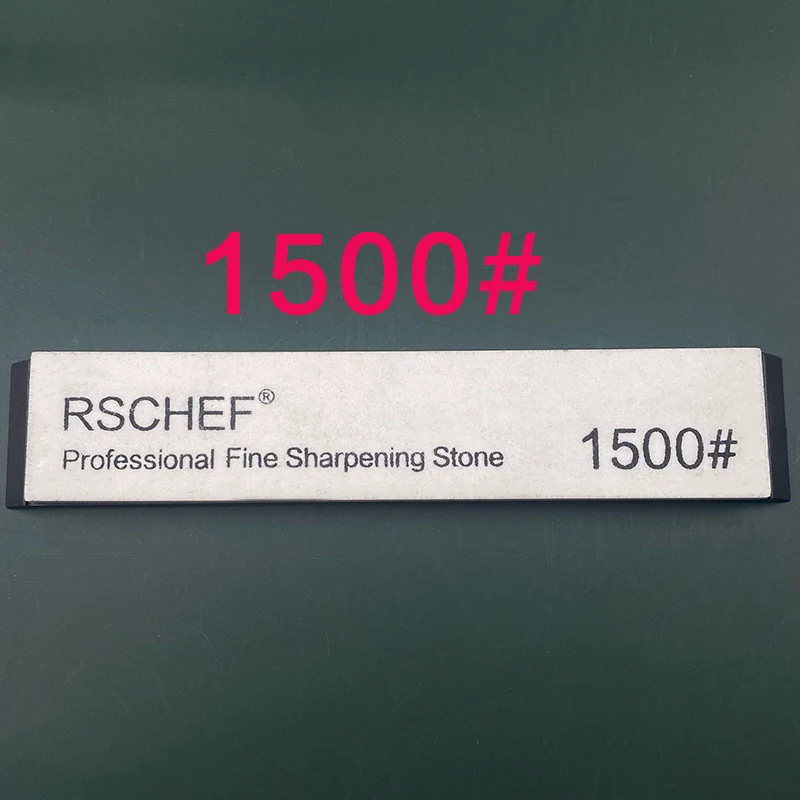 1500#
RSCHEF®
Professional Fine Sharpening Stone
1500#